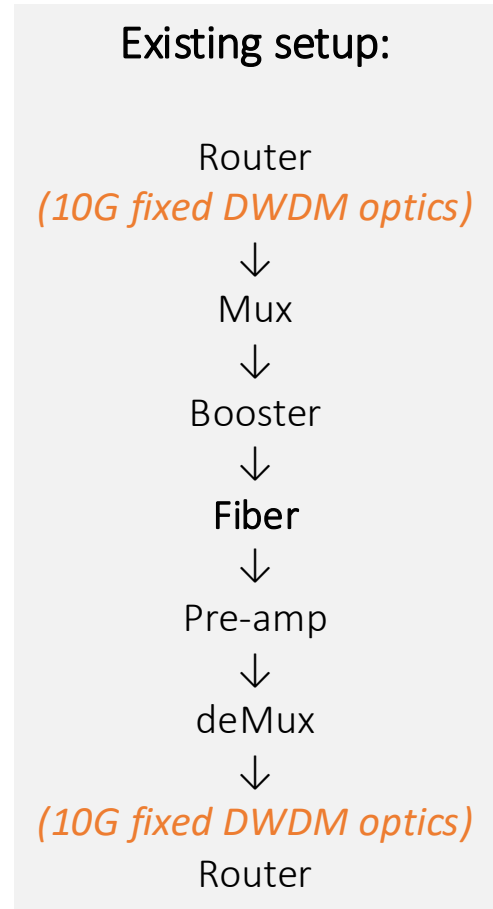 Existing setup:
Router
(10G fixed DWDM optics)
↓
Mux
↓
Booster
↓
Fiber
↓
Pre-amp
↓
deMux
↓
(10G fixed DWDM optics)
Router